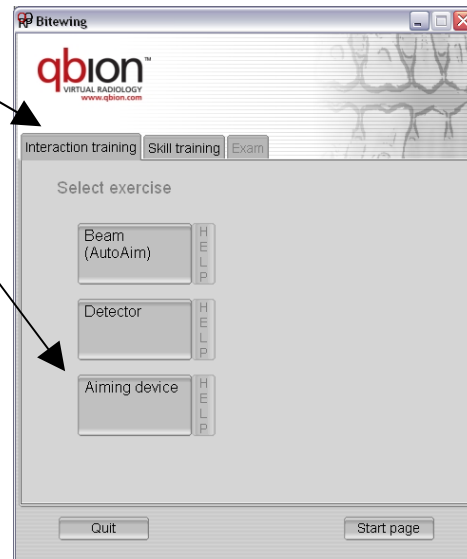 Bitewing
qbion™
VIRTUAL RADIOLOGY
www.qbion.com
Interaction training Skill training Exam
Select exercise
Beam
(AutoAim)
HELP
Detector
HELP
Aiming device
HELP
Quit Start page